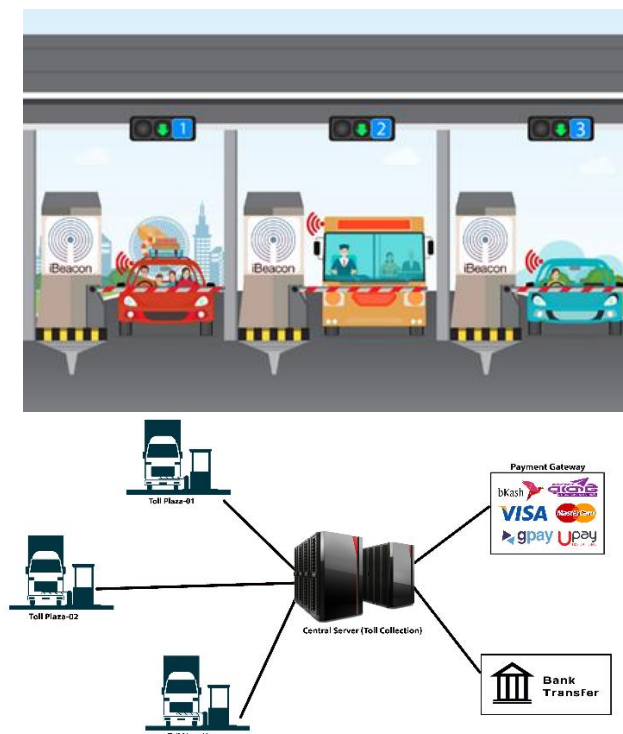 1
2
3
iBeacon
iBeacon
iBeacon
Toll Plaza-01
Payment Gateway
bKash
VISA
MasterCard
gpay
Upay
Toll Plaza-02
Central Server (Toll Collection)
Bank
Transfer